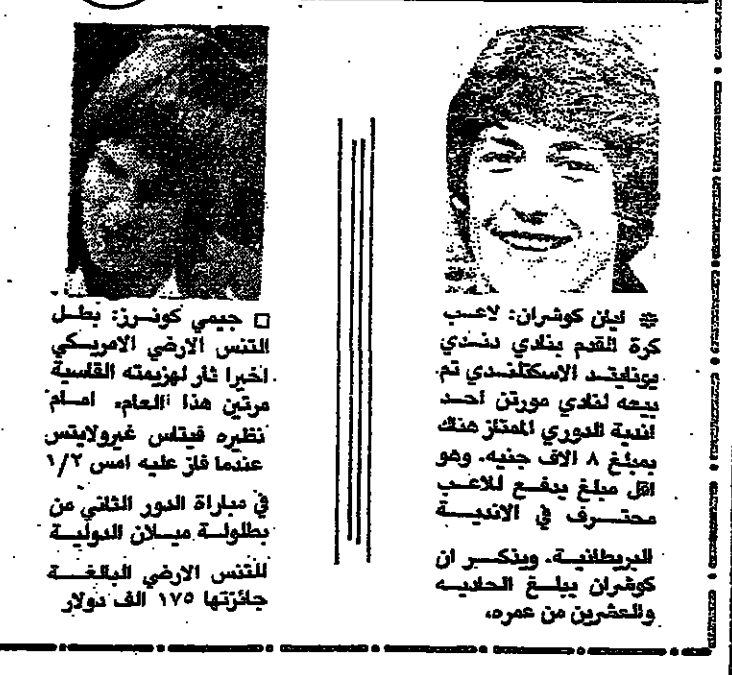 ❊ ايان كوشران: لاعب
كرة القدم بنادي دندي
يونايتد الاسكتلندي تم
بيعه لنادي مورتن احد
اندية الدوري الممتاز هناك
بمبلغ ٨ الاف جنيه، وهو
اقل مبلغ يدفع للاعب
محترف في الاندية
البريطانية. ويذكر ان
كوشران يبلغ الحاديه
والعشرين من عمره،
□ جيمي كونرز: بطل
التنس الارضي الامريكي
اخيرا ثار لهزيمته القاسية
مرتين هذا العام، امام
نظيره فيتاس غيرولايتس
عندما فاز عليه امس ١/٢
في مباراة الدور الثاني من
بطولة ميلان الدولية
للتنس الارضي البالغة
جائزتها ١٧٥ الف دولار